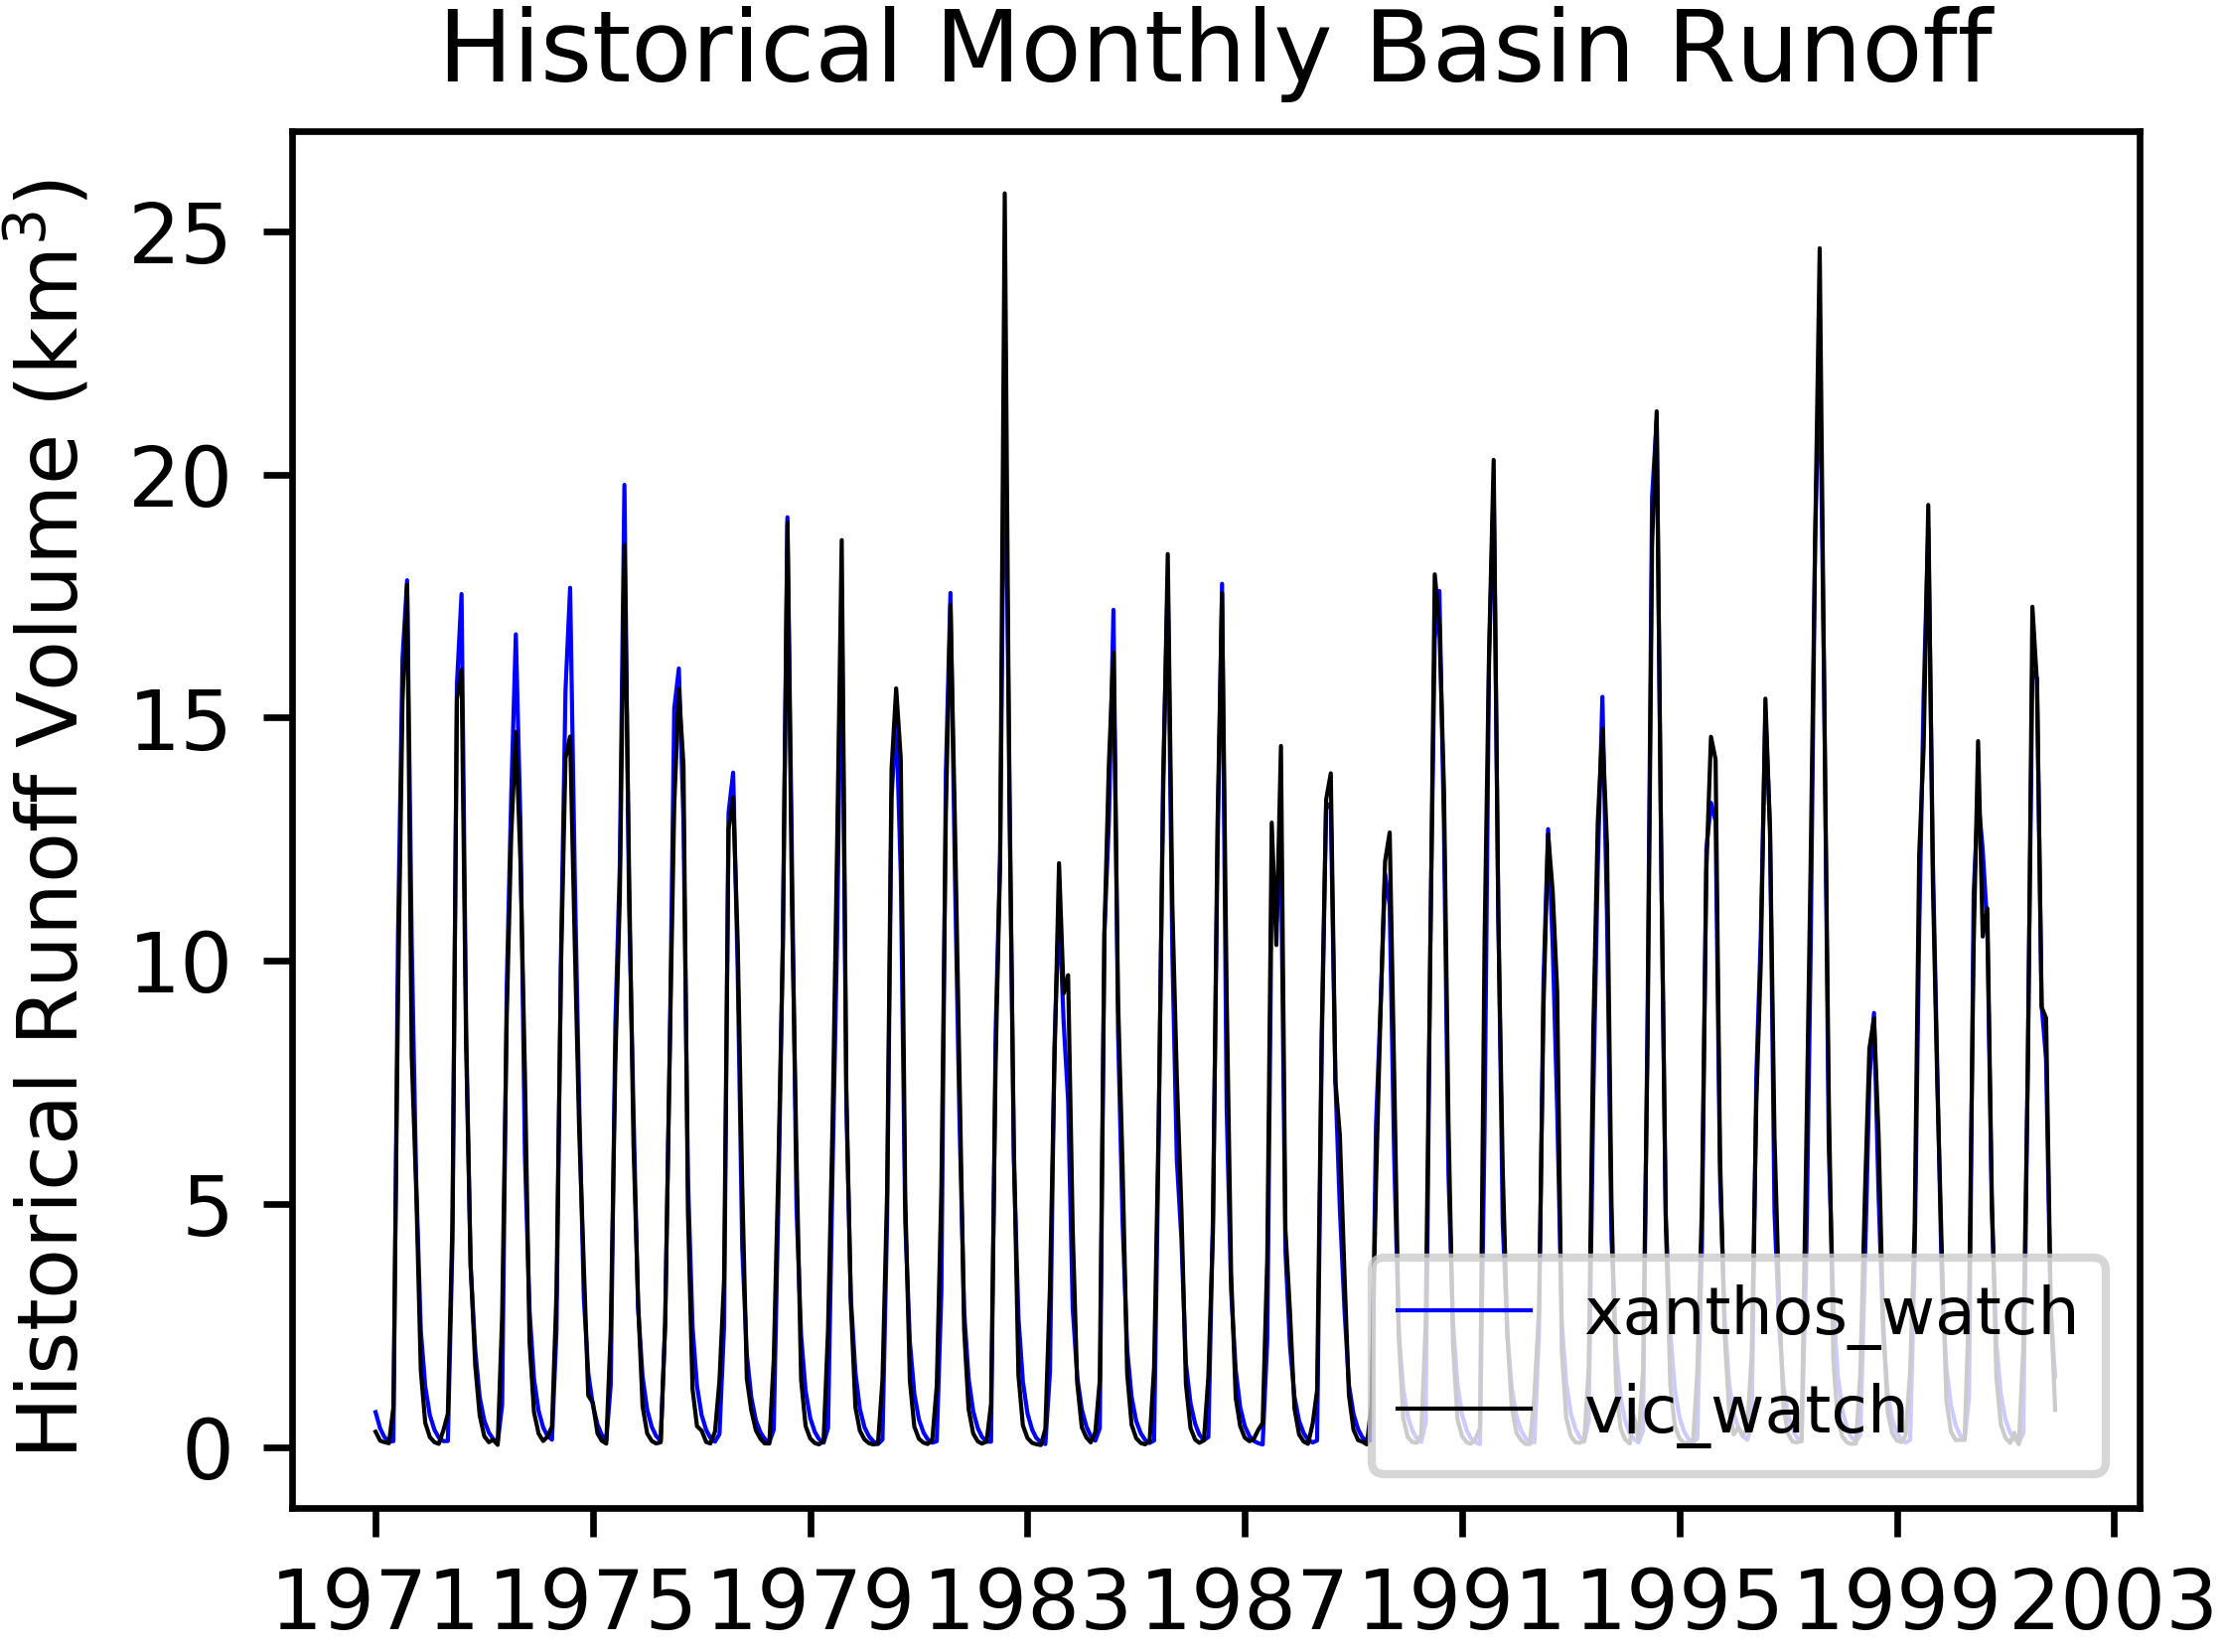 Historical Monthly Basin Runoff
Historical Runoff Volume (km³)
25
20
15
10
5
0
1971 1975 1979 1983 1987 1991 1995 1999 2003
xanthos_watch
vic_watch